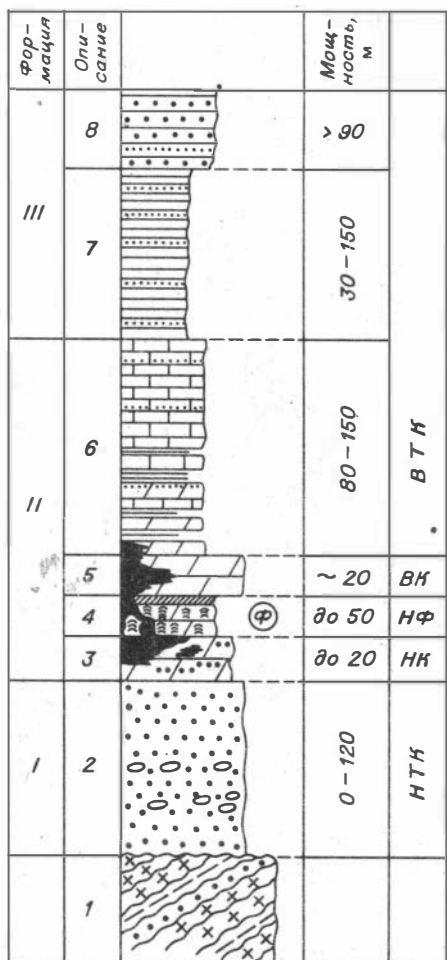 Фор-
мация
Опи-
сание
Мощ-
ность,
м
8
> 90
III
7
30-150
6
80-150
ВТК
II
5
~ 20
ВК
4
Ф
до 50
НФ
3
до 20
НК
I
2
0-120
НТК
1